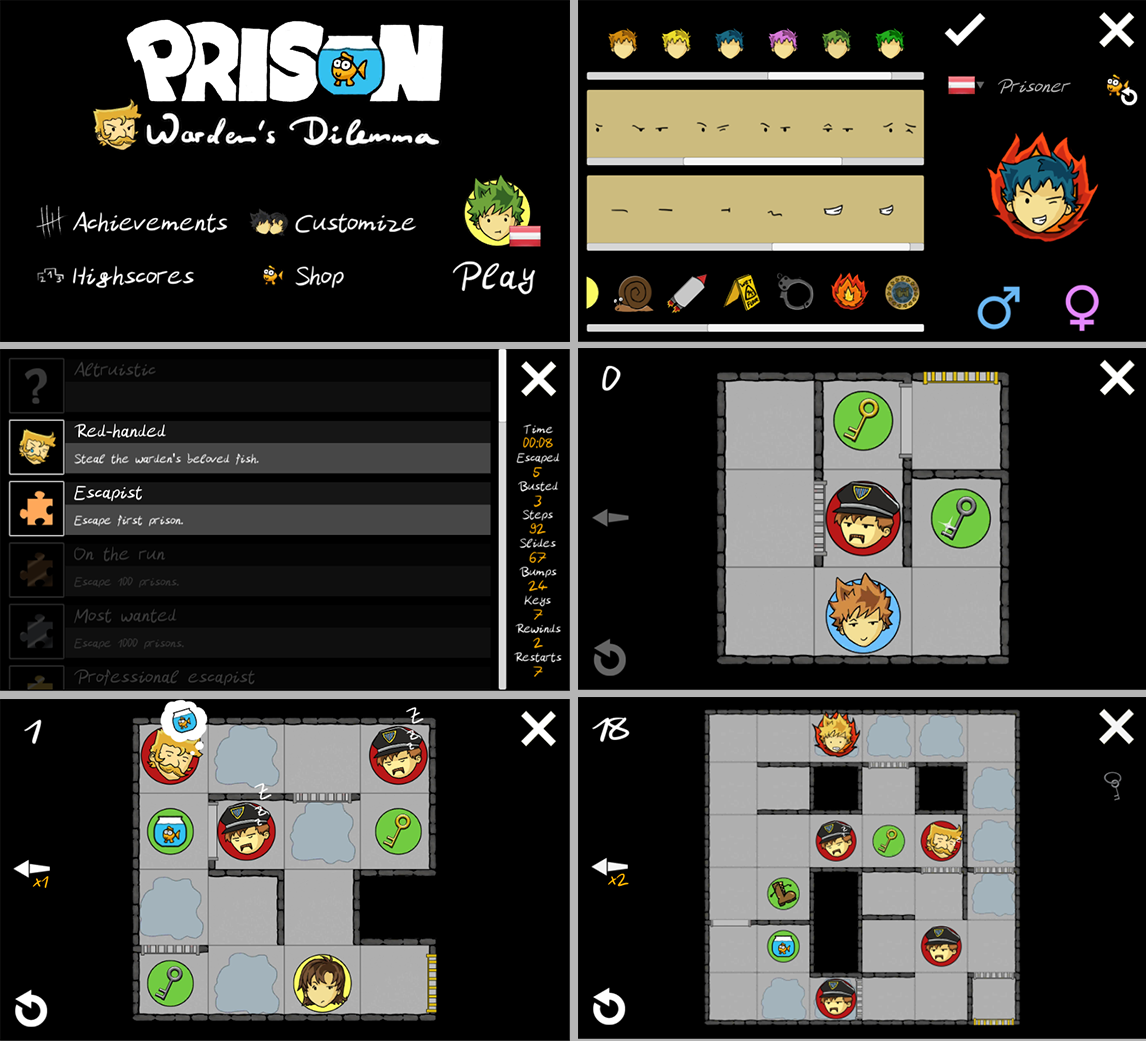 PRISON
Warden's Dilemma
Achievements
Customize
Highscores
Shop
Play
Prisoner
Altruistic
Red-handed
Steal the warden's beloved fish.
Escapist
Escape first prison.
On the run
Escape 100 prisons.
Most wanted
Escape 1000 prisons.
Professional escapist
Time
00:08
Escaped
5
Busted
3
Steps
92
Slides
67
Bumps
24
Keys
7
Rewinds
2
Restarts
7
0
1
z
z
z
z
z
z
x1
18
z
x2